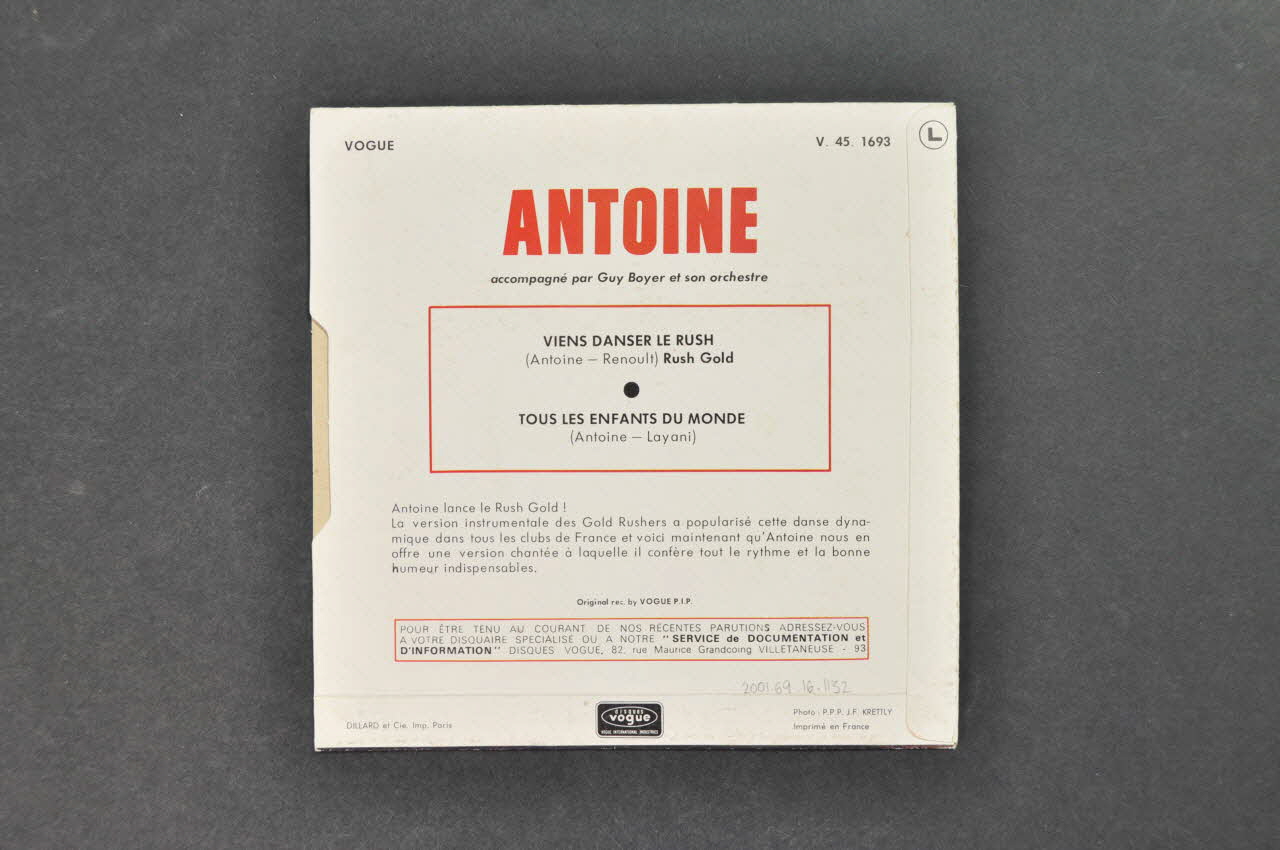 VOGUE
V. 45. 1693
L
ANTOINE
accompagné par Guy Boyer et son orchestre
VIENS DANSER LE RUSH
(Antoine — Renoult) Rush Gold
TOUS LES ENFANTS DU MONDE
(Antoine — Layani)
Antoine lance le Rush Gold !
La version instrumentale des Gold Rushers a popularisé cette danse dyna-
mique dans tous les clubs de France et voici maintenant qu'Antoine nous en
offre une version chantée à laquelle il confère tout le rythme et la bonne
humeur indispensables.
Original rec. by VOGUE P.I.P.
POUR ÊTRE TENU AU COURANT DE NOS RÉCENTES PARUTIONS ADRESSEZ-VOUS
A VOTRE DISQUAIRE SPÉCIALISÉ OU A NOTRE "SERVICE de DOCUMENTATION et
D'INFORMATION" DISQUES VOGUE, 82, rue Maurice Grandcoing VILLETANEUSE - 93
2001.69.16.1132
DILLARD et Cie. Imp. Paris
disques
vogue
VOGUE INTERNATIONAL INDUSTRIES
Photo : P.P.P. J.F. KRETTLY
Imprimé en France